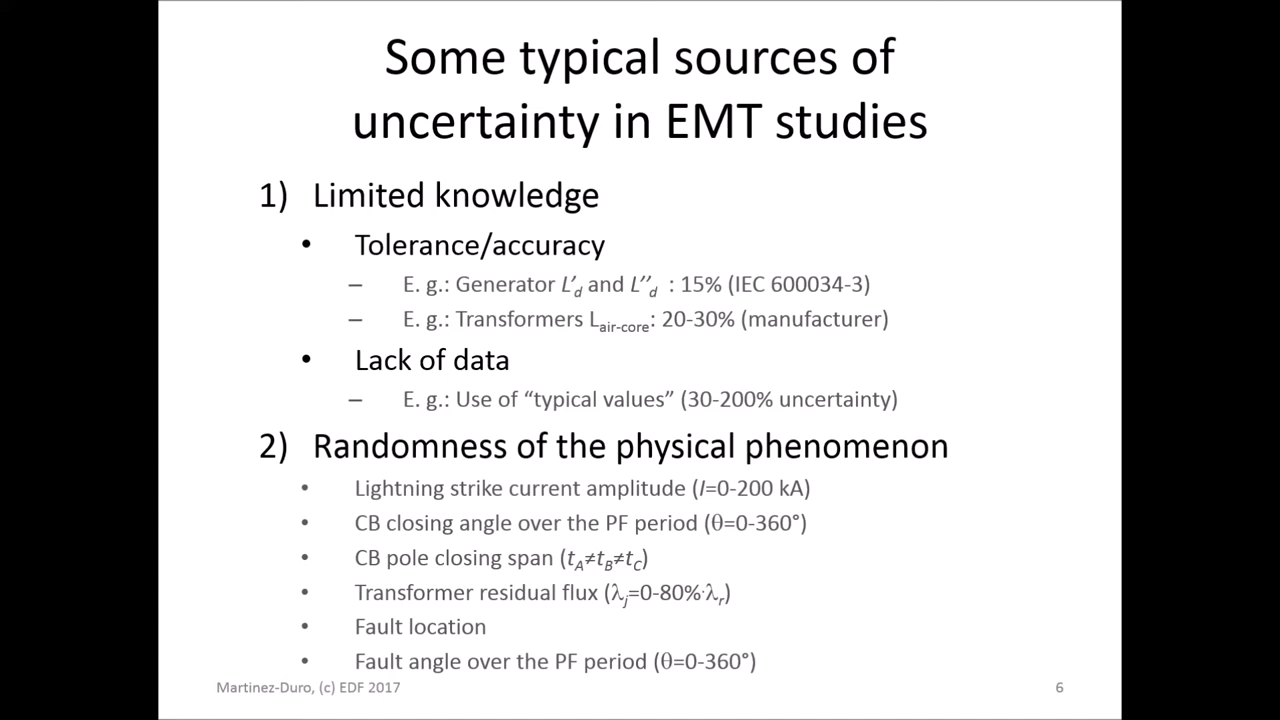 Some typical sources of
uncertainty in EMT studies
1) Limited knowledge
• Tolerance/accuracy
– E. g.: Generator L’d and L’’d : 15% (IEC 600034-3)
– E. g.: Transformers Lair-core: 20-30% (manufacturer)
• Lack of data
– E. g.: Use of “typical values” (30-200% uncertainty)
2) Randomness of the physical phenomenon
• Lightning strike current amplitude (I=0-200 kA)
• CB closing angle over the PF period (θ=0-360°)
• CB pole closing span (tA≠tB≠tC)
• Transformer residual flux (λj=0-80%·λr)
• Fault location
• Fault angle over the PF period (θ=0-360°)
Martinez-Duro, (c) EDF 2017 6